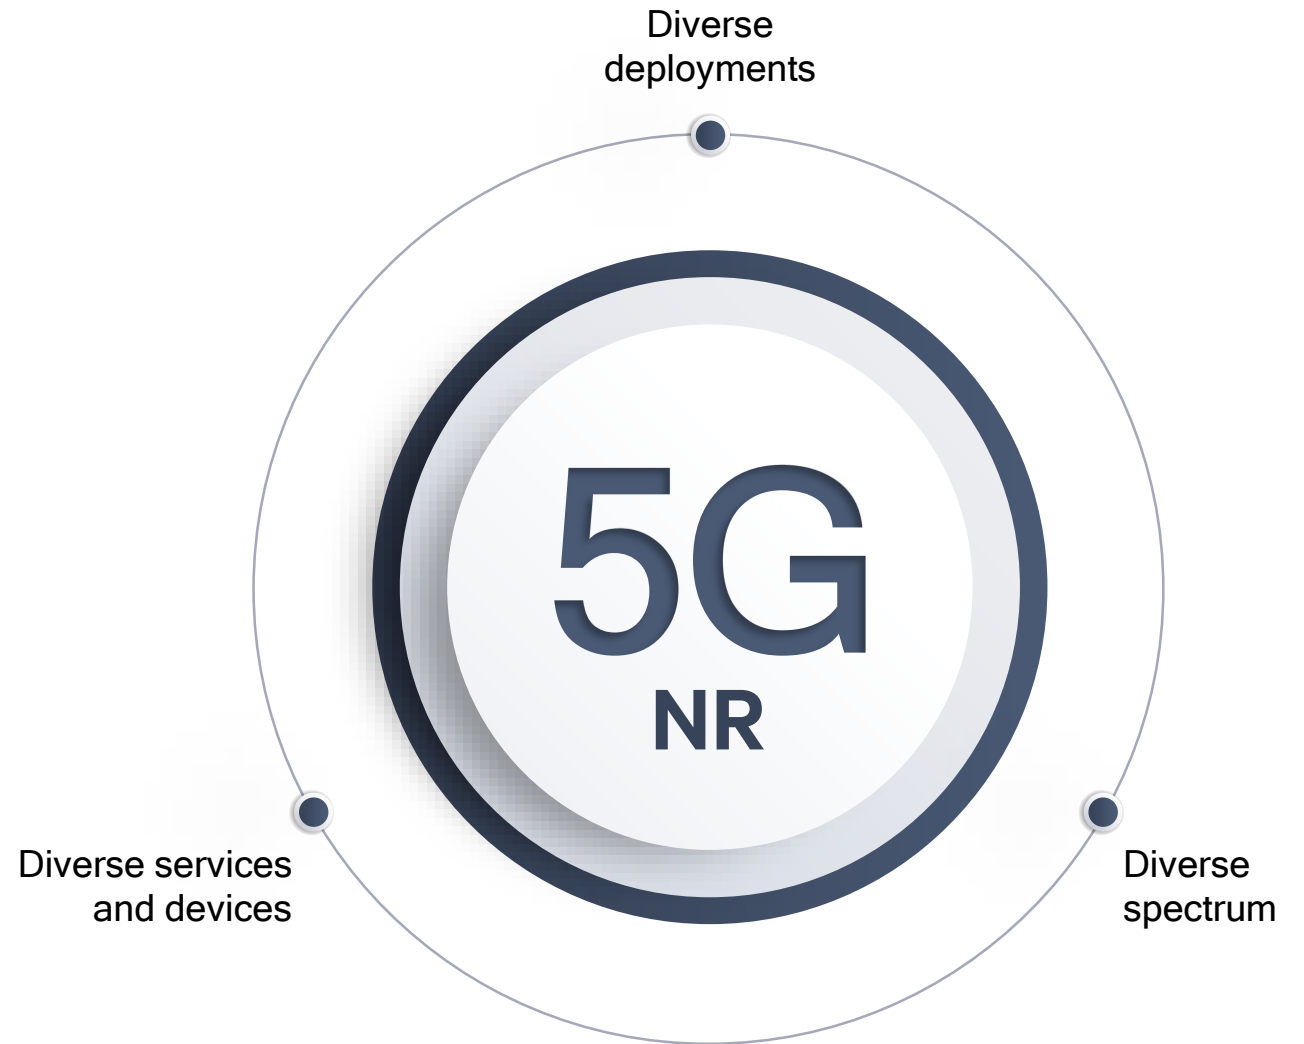 Diverse
deployments
5G
NR
Diverse services
and devices
Diverse
spectrum